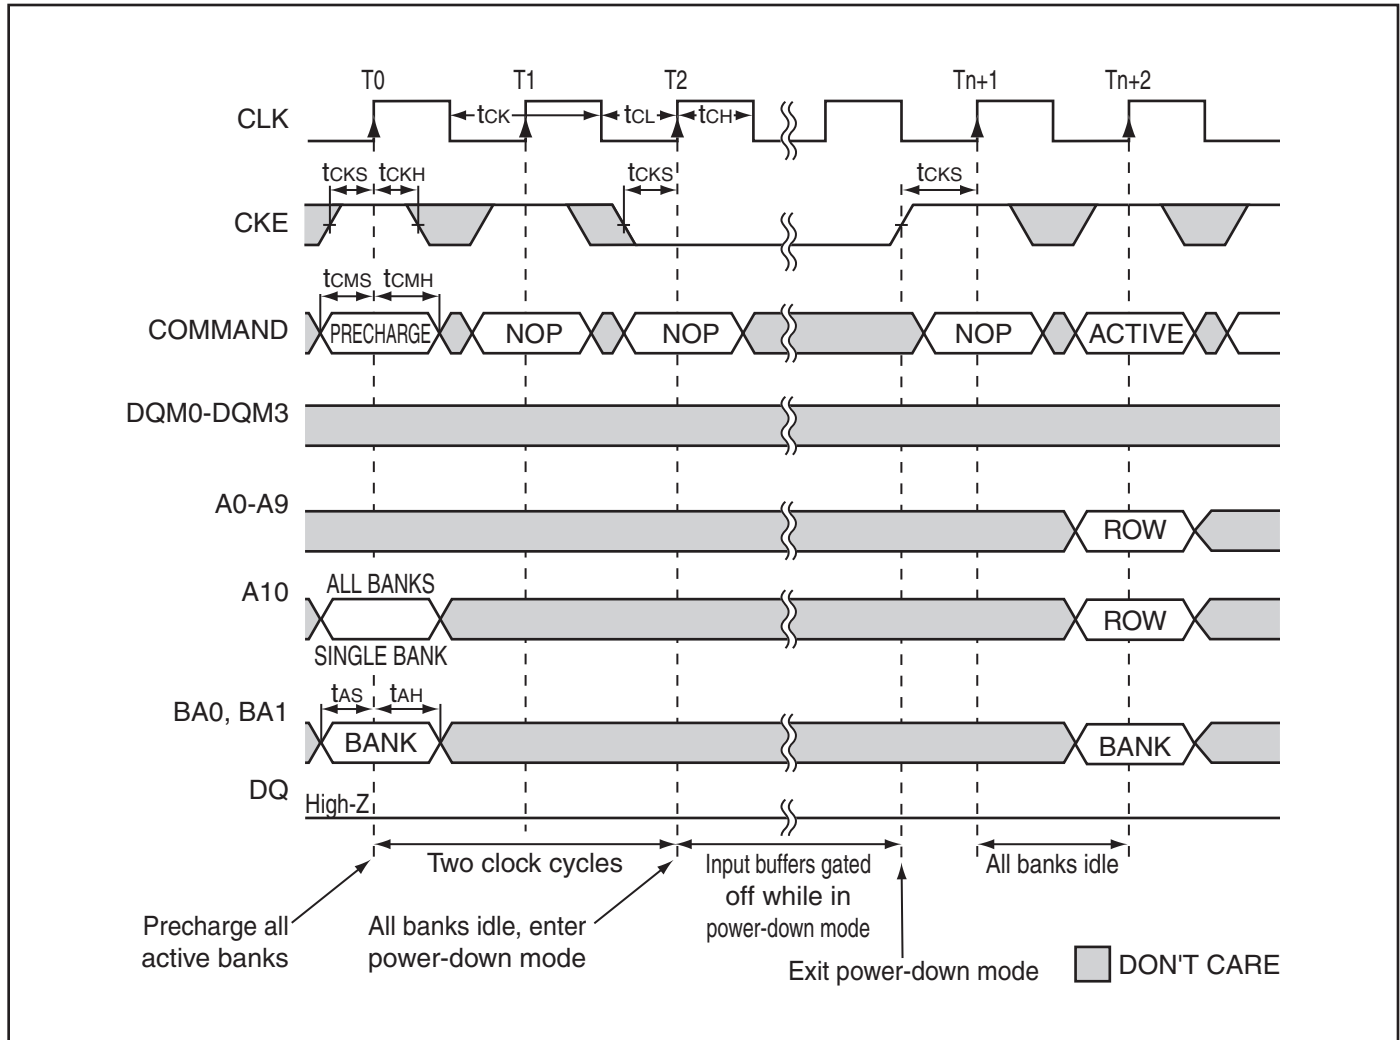 T0 T1 T2 Tn+1 Tn+2
CLK tCK tCL tCH
tCKS tCKH tCKS tCKS
CKE
tCMS tCMH
COMMAND PRECHARGE NOP NOP NOP ACTIVE
DQM0-DQM3
A0-A9 ROW
A10 ALL BANKS ROW
SINGLE BANK
tAS tAH
BA0, BA1 BANK BANK
DQ High-Z
Two clock cycles
Input buffers gated
off while in
power-down mode
All banks idle
Precharge all
active banks
All banks idle, enter
power-down mode
Exit power-down mode
DON'T CARE